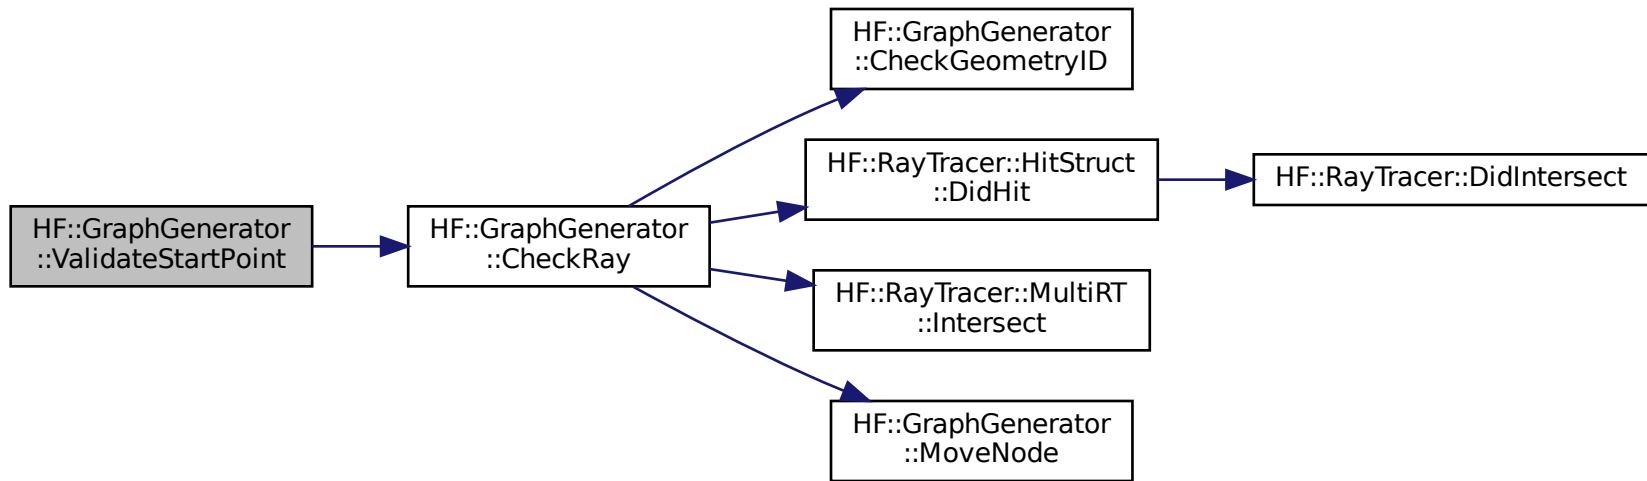 HF::GraphGenerator
::ValidateStartPoint
HF::GraphGenerator
::CheckRay
HF::GraphGenerator
::CheckGeometryID
HF::RayTracer::HitStruct
::DidHit
HF::RayTracer::DidIntersect
HF::RayTracer::MultiRT
::Intersect
HF::GraphGenerator
::MoveNode